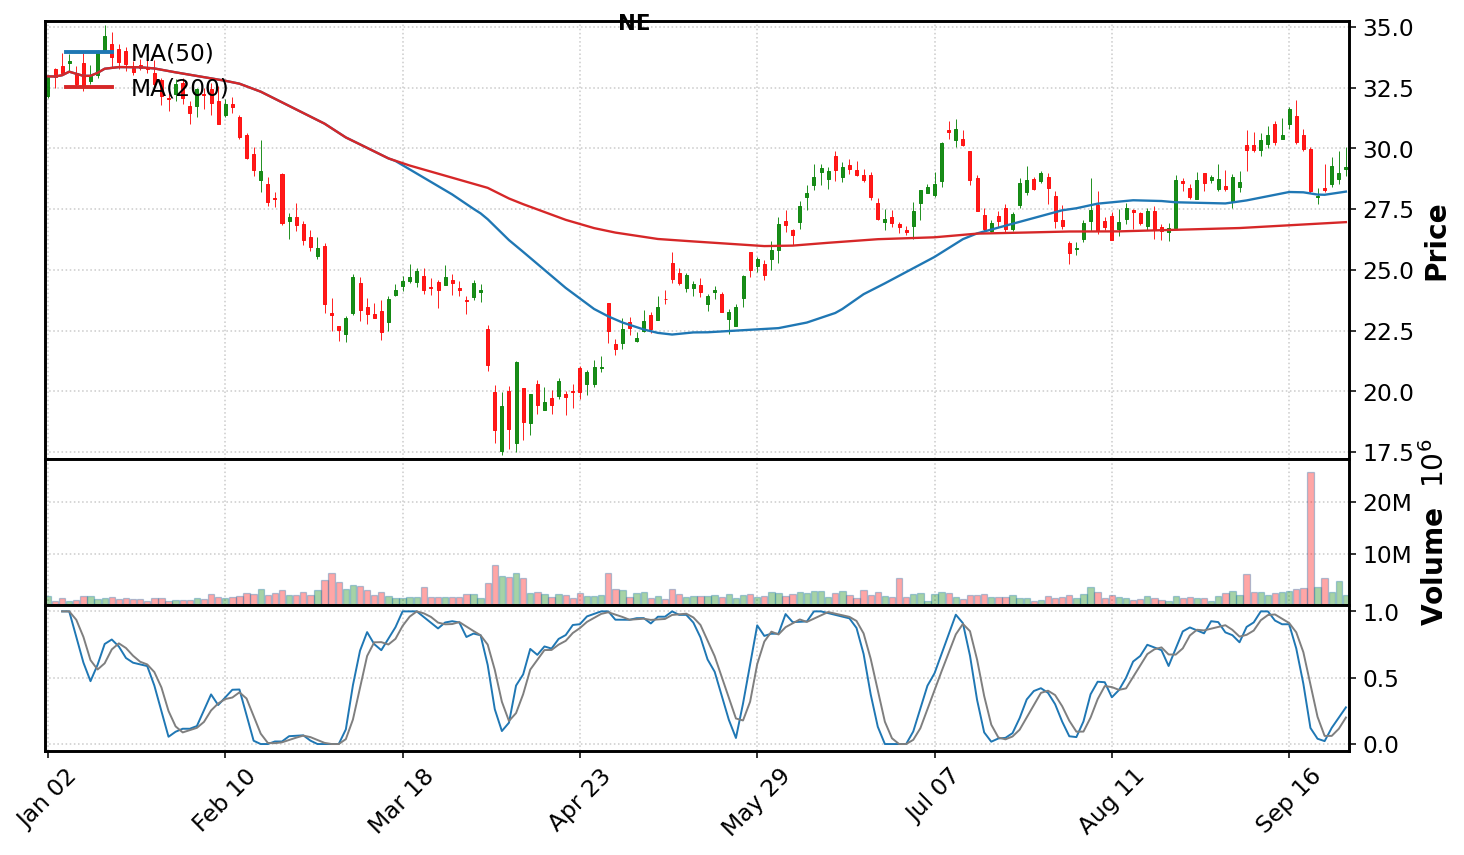 NE
MA(50)
MA(200)
35.0
32.5
30.0
27.5
25.0
22.5
20.0
17.5
Price
20M
10M
Volume 10^6
1.0
0.5
0.0
Jan 02
Feb 10
Mar 18
Apr 23
May 29
Jul 07
Aug 11
Sep 16